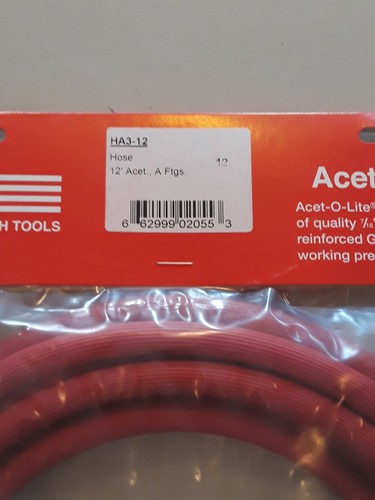 HA3-12
Hose
12
12' Acet., A Ftgs.
6 62999 02055 3
H TOOLS
Acet
Acet-O-Lite®
of quality
reinforced G
working pre